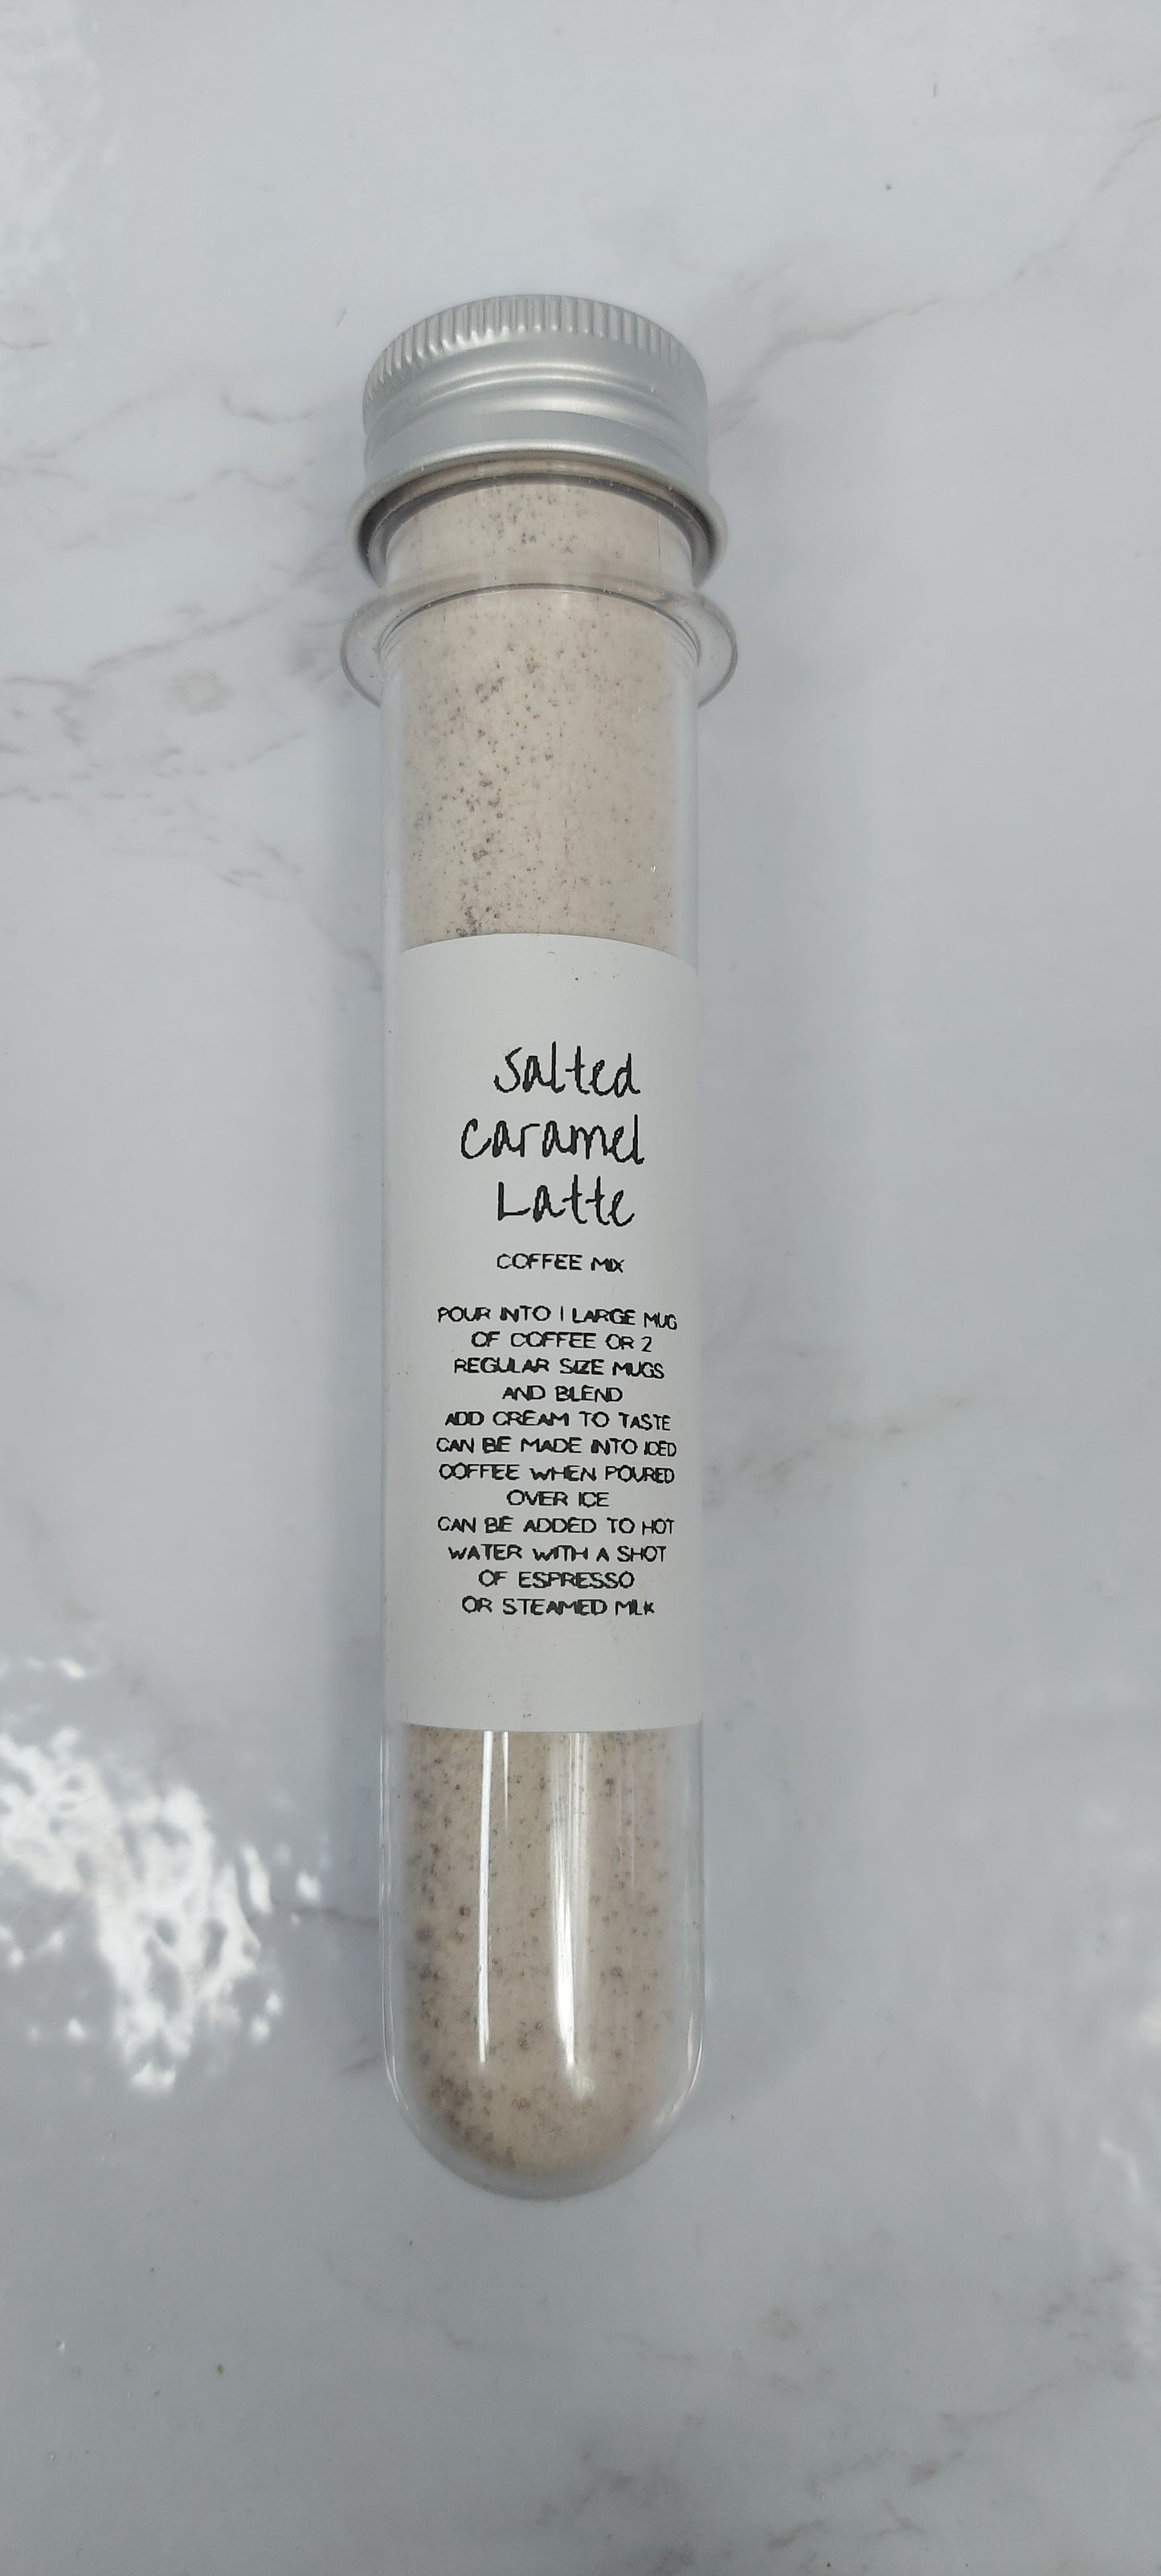 Salted
Caramel
Latte
COFFEE MIX
POUR INTO 1 LARGE MUG
OF COFFEE OR 2
REGULAR SIZE MUGS
AND BLEND
ADD CREAM TO TASTE
CAN BE MADE INTO ICED
COFFEE WHEN POURED
OVER ICE
CAN BE ADDED TO HOT
WATER WITH A SHOT
OF ESPRESSO
OR STEAMED MILK